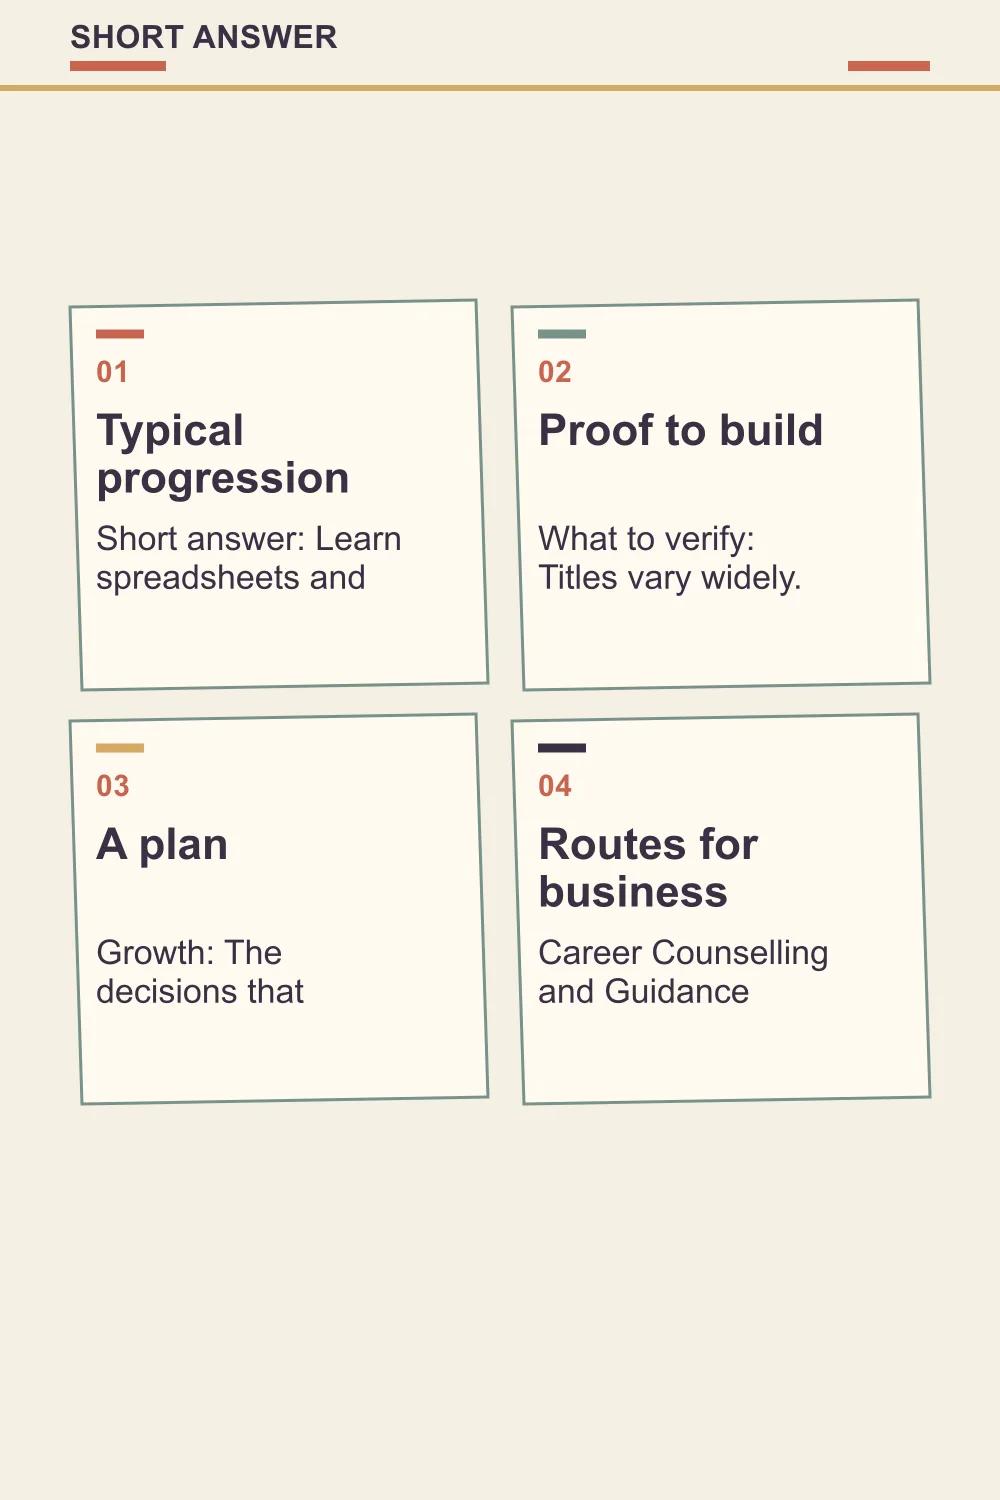 SHORT ANSWER
01
Typical
progression
Short answer: Learn
spreadsheets and
02
Proof to build
What to verify:
Titles vary widely.
03
A plan
Growth: The
decisions that
04
Routes for
business
Career Counselling
and Guidance